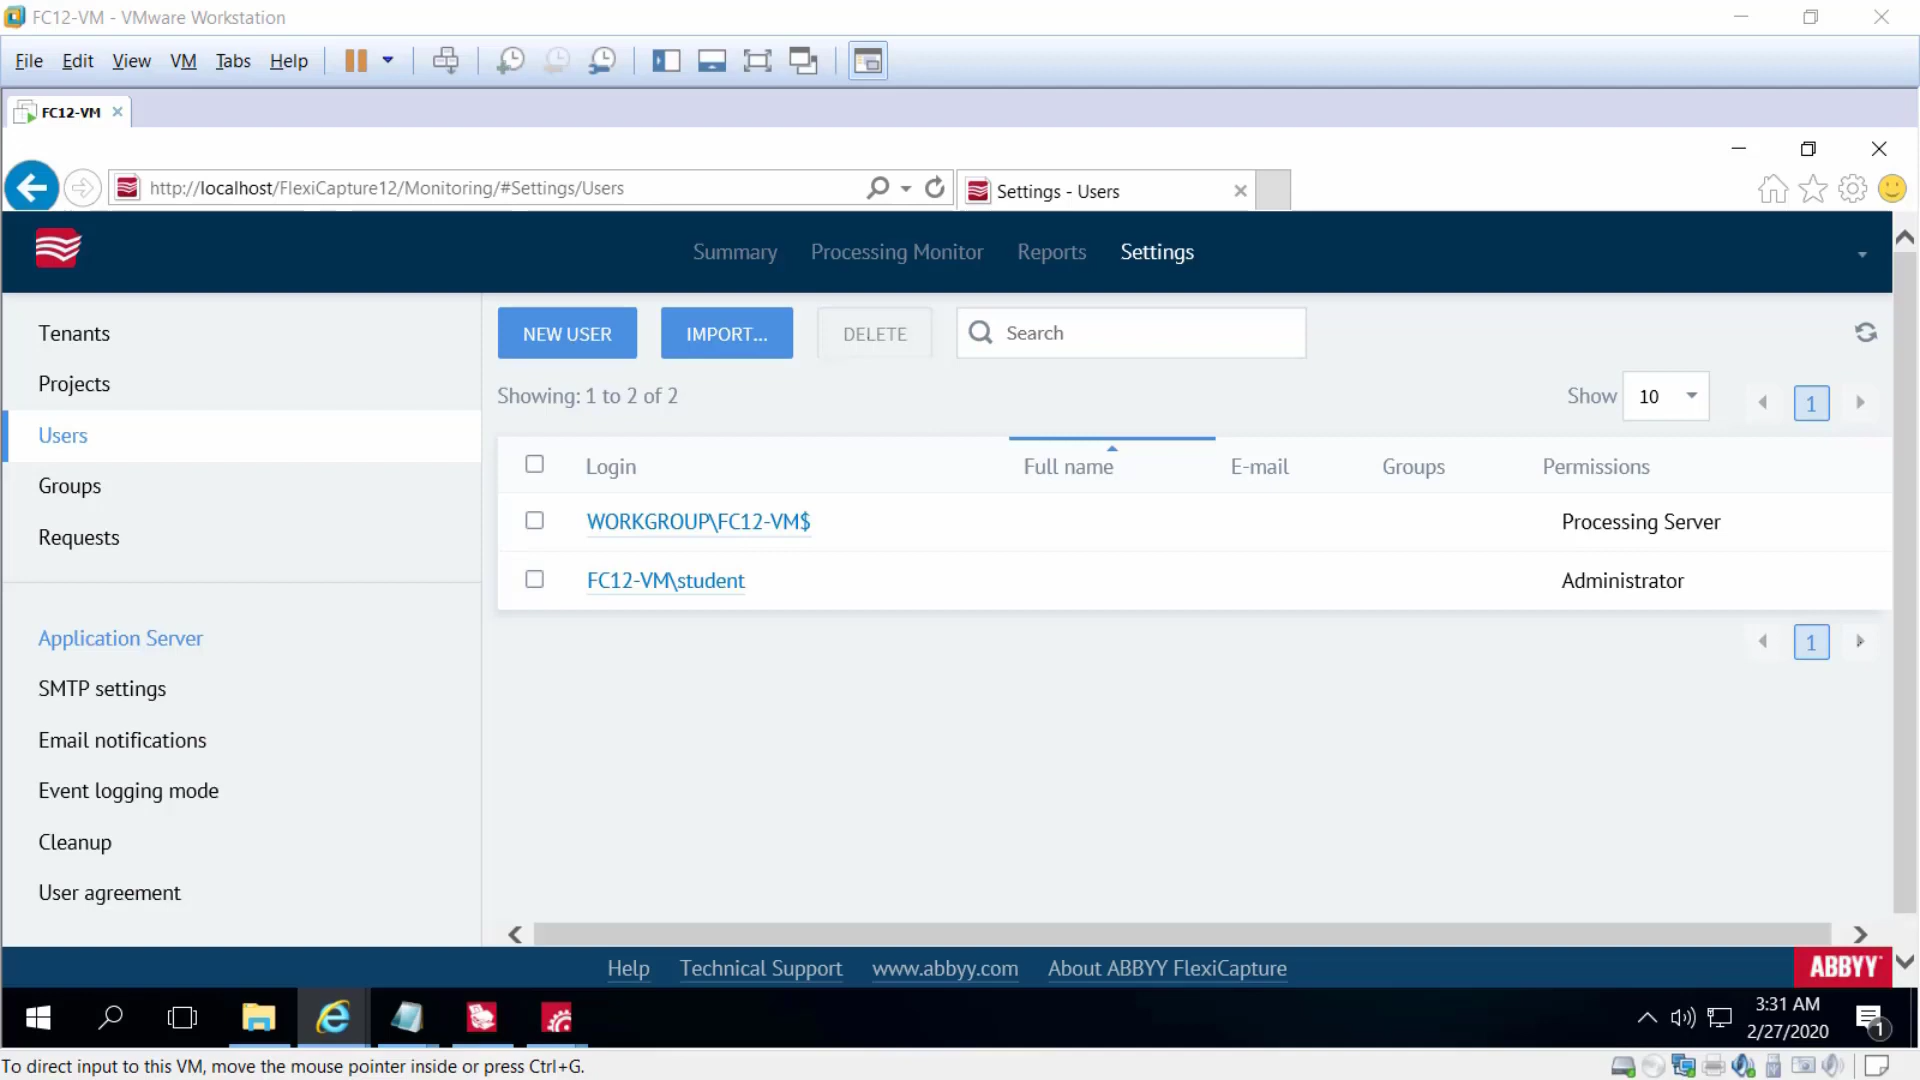 FC12-VM - VMware Workstation
File Edit View VM Tabs Help
FC12-VM
http://localhost/FlexiCapture12/Monitoring/#Settings/Users
Settings - Users
Summary Processing Monitor Reports Settings
Tenants
Projects
Users
Groups
Requests
Application Server
SMTP settings
Email notifications
Event logging mode
Cleanup
User agreement
NEW USER IMPORT... DELETE Search
Showing: 1 to 2 of 2 Show 10 1
Login Full name E-mail Groups Permissions
WORKGROUP\FC12-VM$ Processing Server
FC12-VM\student Administrator
1
Help Technical Support www.abbyy.com About ABBYY FlexiCapture ABBYY
3:31 AM
2/27/2020
1
To direct input to this VM, move the mouse pointer inside or press Ctrl+G.